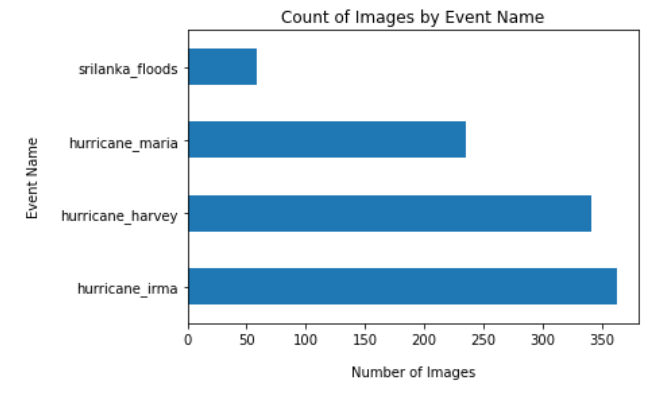 Count of Images by Event Name
srilanka_floods
hurricane_maria
hurricane_harvey
hurricane_irma
Event Name
0 50 100 150 200 250 300 350
Number of Images